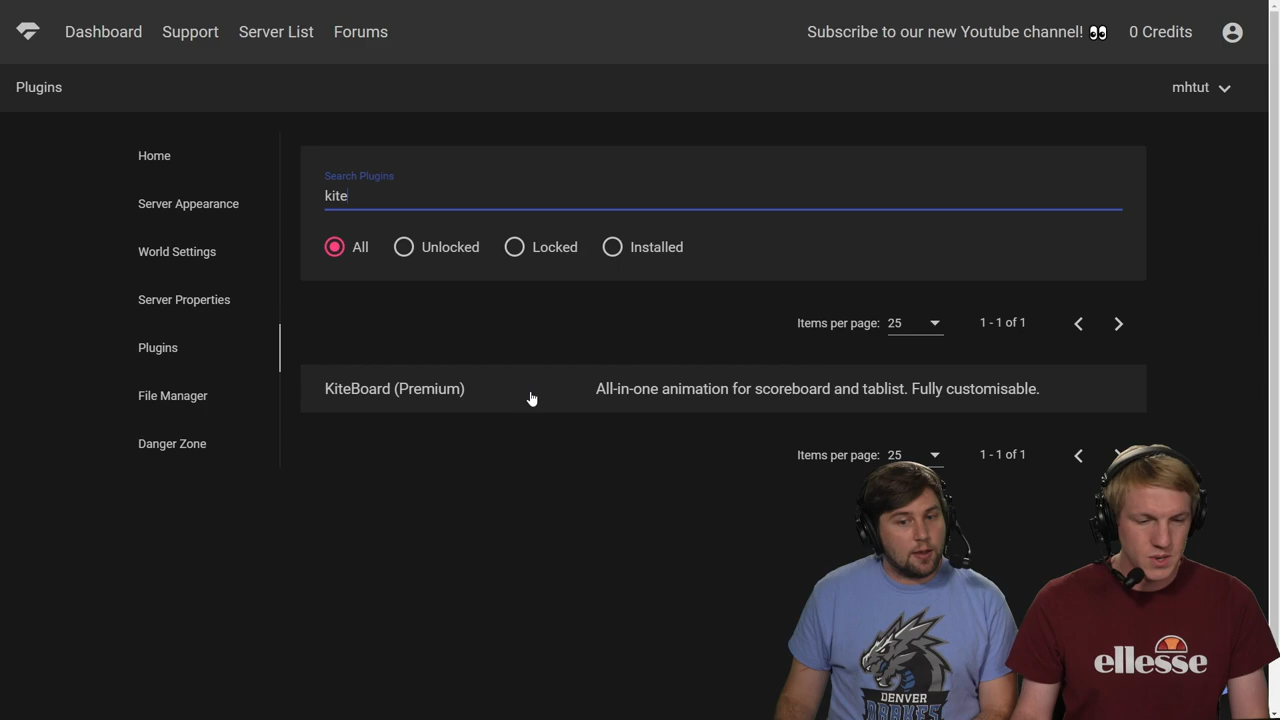 Dashboard Support Server List Forums Subscribe to our new Youtube channel! 👀 0 Credits
Plugins mhtut
Home
Server Appearance
World Settings
Server Properties
Plugins
File Manager
Danger Zone
Search Plugins
kite
All Unlocked Locked Installed
Items per page: 25 1 - 1 of 1
KiteBoard (Premium) All-in-one animation for scoreboard and tablist. Fully customisable.
Items per page: 25 1 - 1 of 1
DENVER
DRAKES
ellesse